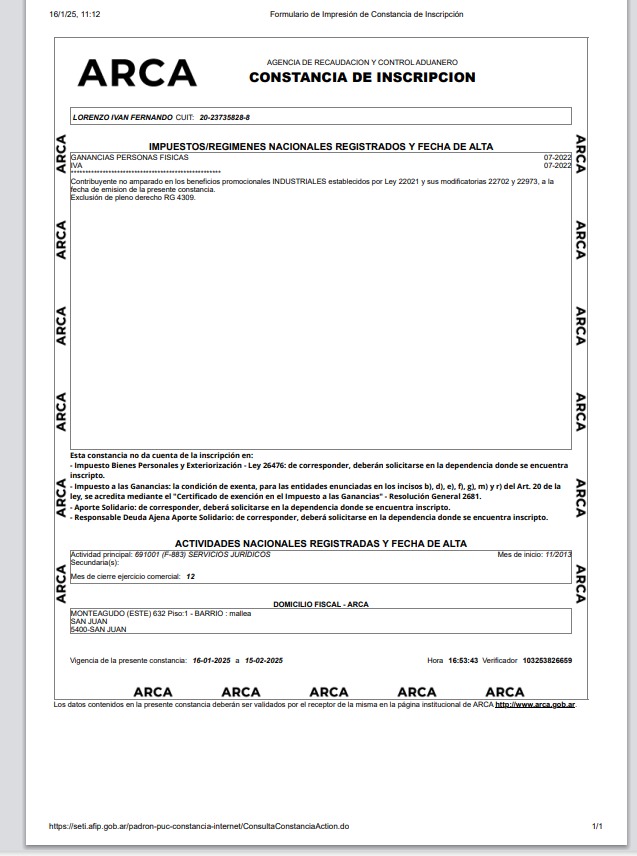 16/1/25, 11:12
Formulario de Impresión de Constancia de Inscripción
ARCA
AGENCIA DE RECAUDACION Y CONTROL ADUANERO
CONSTANCIA DE INSCRIPCION
LORENZO IVAN FERNANDO CUIT: 20-23735828-8
IMPUESTOS/REGIMENES NACIONALES REGISTRADOS Y FECHA DE ALTA
GANANCIAS PERSONAS FISICAS 07-2022
IVA 07-2022
****************************************************
Contribuyente no amparado en los beneficios promocionales INDUSTRIALES establecidos por Ley 22021 y sus modificatorias 22702 y 22973, a la
fecha de emision de la presente constancia.
Exclusión de pleno derecho RG 4309.
ARCA ARCA
ARCA ARCA
ARCA ARCA
ARCA ARCA
ARCA ARCA
ARCA ARCA
Esta constancia no da cuenta de la inscripción en:
- Impuesto Bienes Personales y Exteriorización - Ley 26476: de corresponder, deberán solicitarse en la dependencia donde se encuentra
inscripto.
- Impuesto a las Ganancias: la condición de exenta, para las entidades enunciadas en los incisos b), d), e), f), g), m) y r) del Art. 20 de la
ley, se acredita mediante el "Certificado de exención en el Impuesto a las Ganancias" - Resolución General 2681.
- Aporte Solidario: de corresponder, deberá solicitarse en la dependencia donde se encuentra inscripto.
- Responsable Deuda Ajena Aporte Solidario: de corresponder, deberá solicitarse en la dependencia donde se encuentra inscripto.
ACTIVIDADES NACIONALES REGISTRADAS Y FECHA DE ALTA
Actividad principal: 691001 (F-883) SERVICIOS JURÍDICOS Mes de inicio: 11/2013
Secundaria(s):
Mes de cierre ejercicio comercial: 12
DOMICILIO FISCAL - ARCA
MONTEAGUDO (ESTE) 632 Piso:1 - BARRIO : mallea
SAN JUAN
5400-SAN JUAN
Vigencia de la presente constancia: 16-01-2025 a 15-02-2025 Hora 16:53:43 Verificador 103253826659
ARCA ARCA ARCA ARCA ARCA
Los datos contenidos en la presente constancia deberán ser validados por el receptor de la misma en la página institucional de ARCA http://www.arca.gob.ar.
https://seti.afip.gob.ar/padron-puc-constancia-internet/ConsultaConstanciaAction.do 1/1